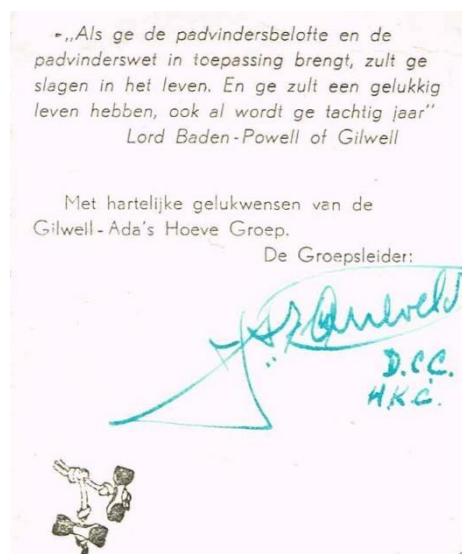 „Als ge de padvindersbelofte en de
padvinderswet in toepassing brengt, zult ge
slagen in het leven. En ge zult een gelukkig
leven hebben, ook al wordt ge tachtig jaar”
Lord Baden-Powell of Gilwell
Met hartelijke gelukwensen van de
Gilwell-Ada's Hoeve Groep.
De Groepsleider:
D.C.C.
H.K.C.